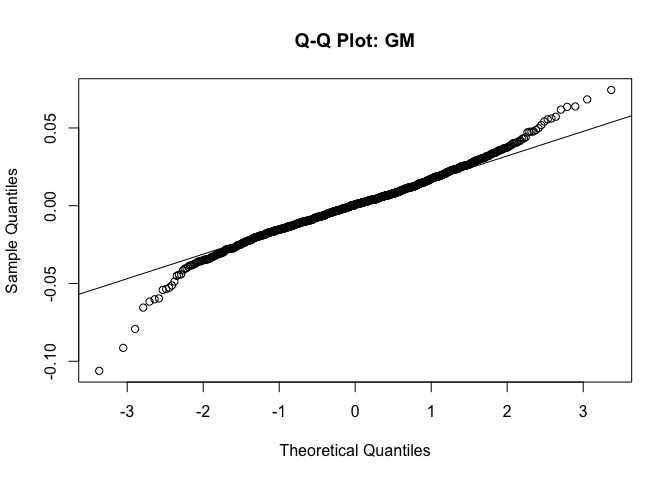 Q-Q Plot: GM
Sample Quantiles
0.05
0.00
-0.05
-0.10
-3 -2 -1 0 1 2 3
Theoretical Quantiles